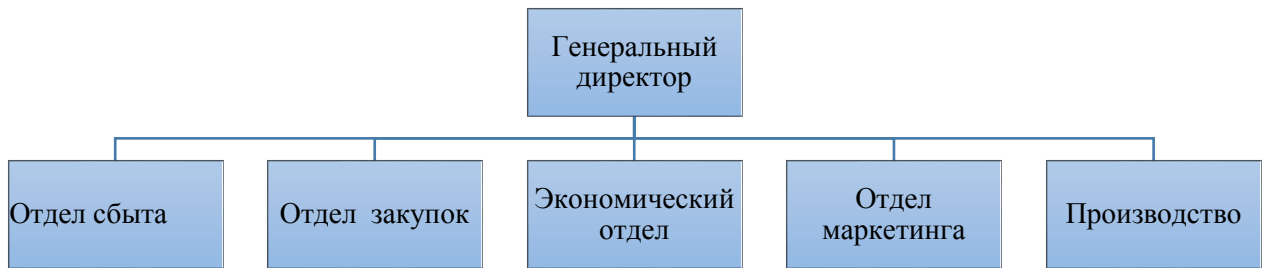 Генеральный
директор
Отдел сбыта
Отдел  закупок
Экономический
отдел
Отдел
маркетинга
Производство